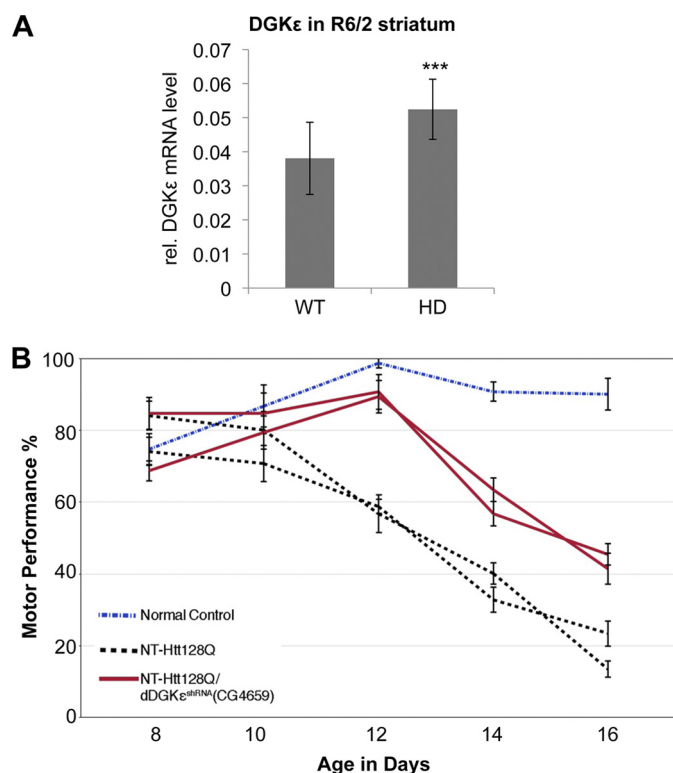 A
DGKε in R6/2 striatum
rel. DGKε mRNA level
0.07
0.06
0.05
0.04
0.03
0.02
0.01
0
***
WT
HD
B
Motor Performance %
100
80
60
40
20
0
Normal Control
NT-Htt128Q
NT-Htt128Q/
dDGKε^shRNA(CG4659)
8
10
12
14
16
Age in Days